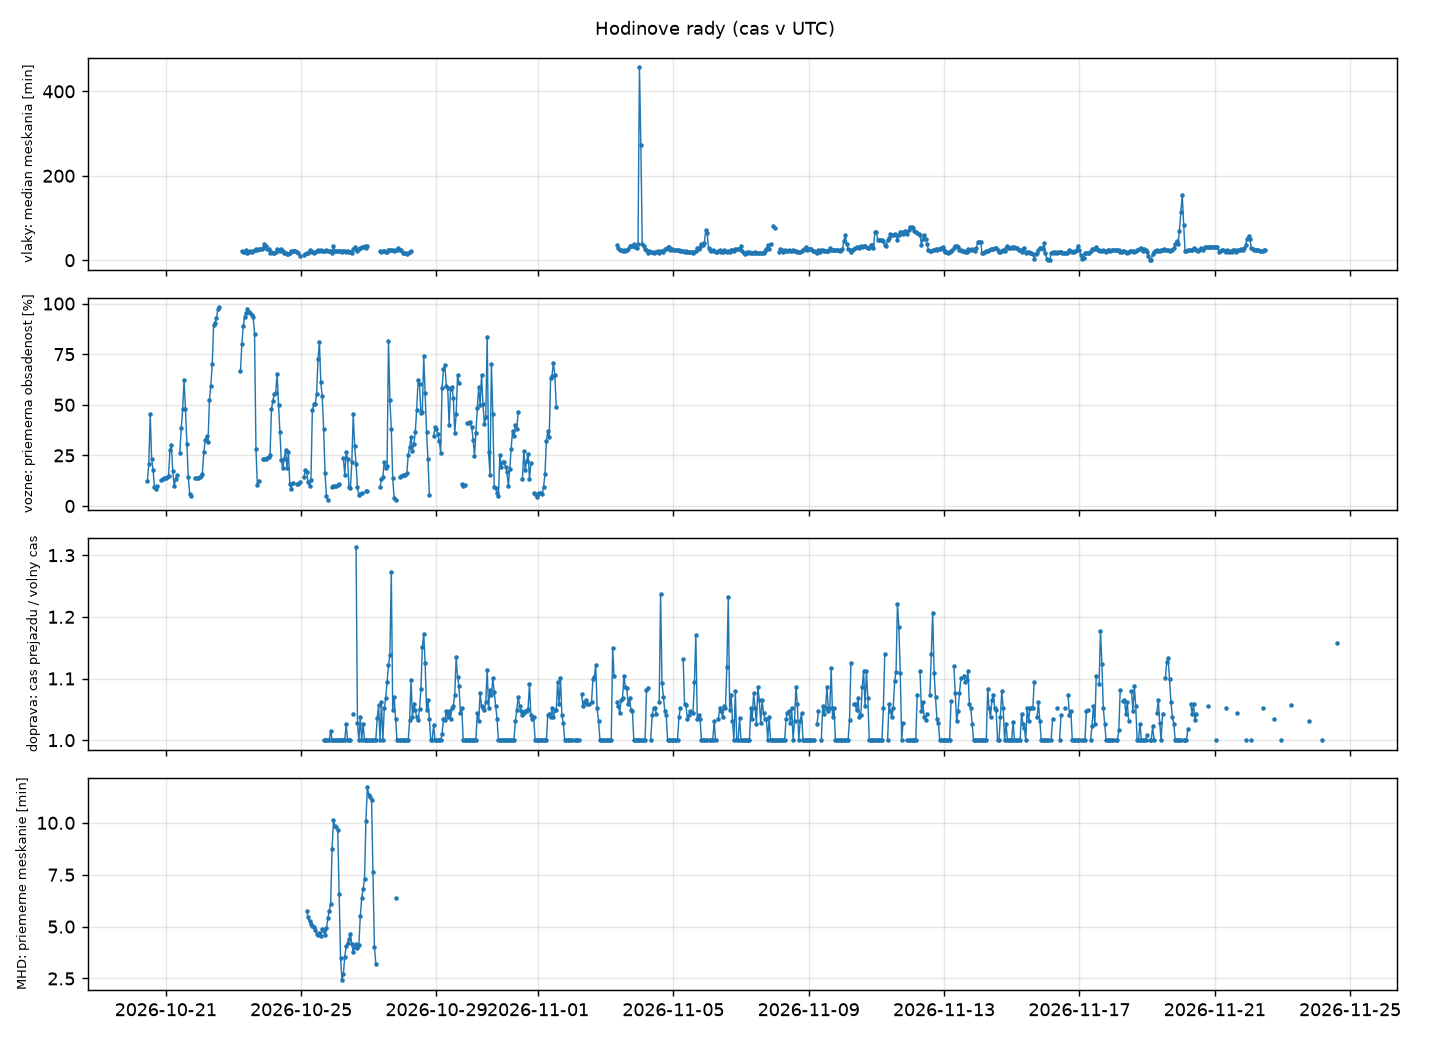 Hodinove rady (cas v UTC)
vlaky: median meskania [min]
400
200
0
vozne: priemerna obsadenost [%]
100
75
50
25
0
doprava: cas prejazdu / volny cas
1.3
1.2
1.1
1.0
MHD: priemerne meskanie [min]
10.0
7.5
5.0
2.5
2026-10-21 2026-10-25 2026-10-29 2026-11-01 2026-11-05 2026-11-09 2026-11-13 2026-11-17 2026-11-21 2026-11-25